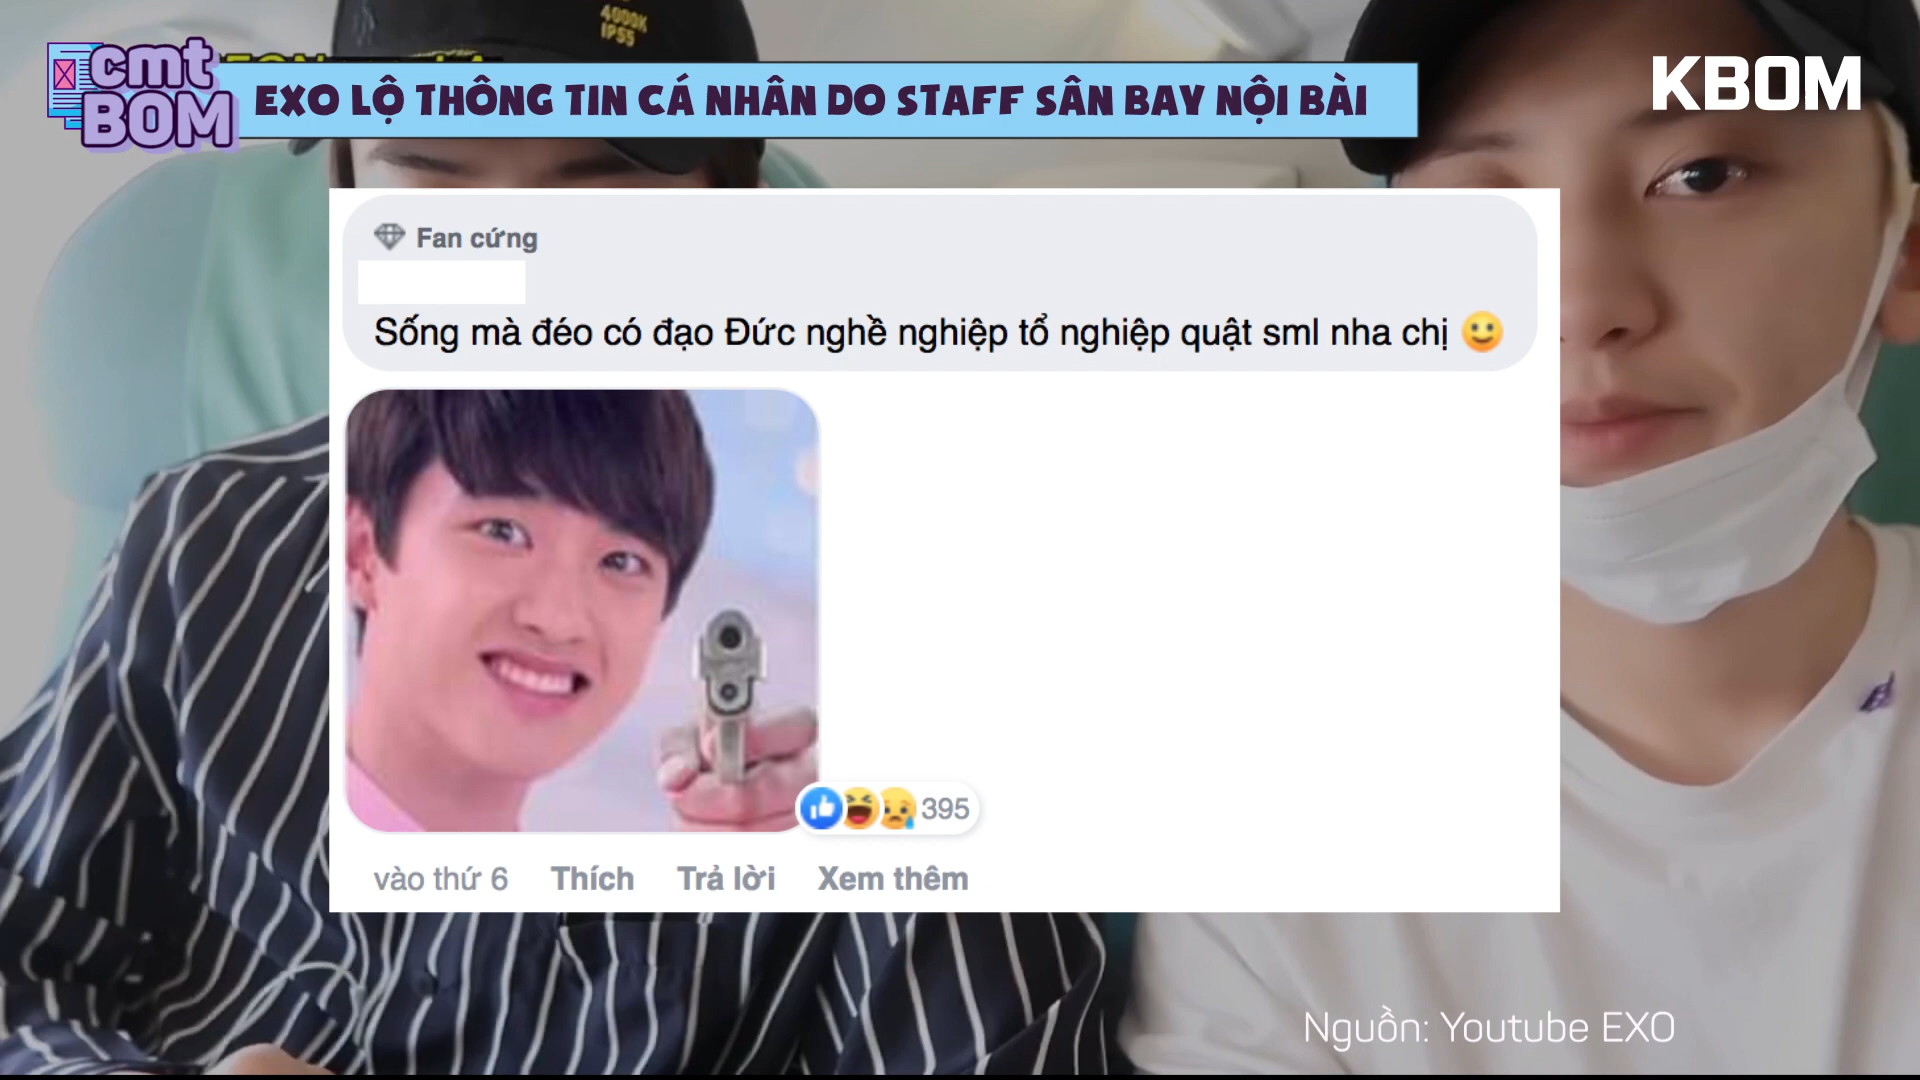 4000K
IP55
cmt
BOM
EXO LỘ THÔNG TIN CÁ NHÂN DO STAFF SÂN BAY NỘI BÀI
KBOM
Fan cứng
Sống mà đéo có đạo Đức nghề nghiệp tổ nghiệp quật sml nha chị
395
vào thứ 6 Thích Trả lời Xem thêm
Nguồn: Youtube EXO